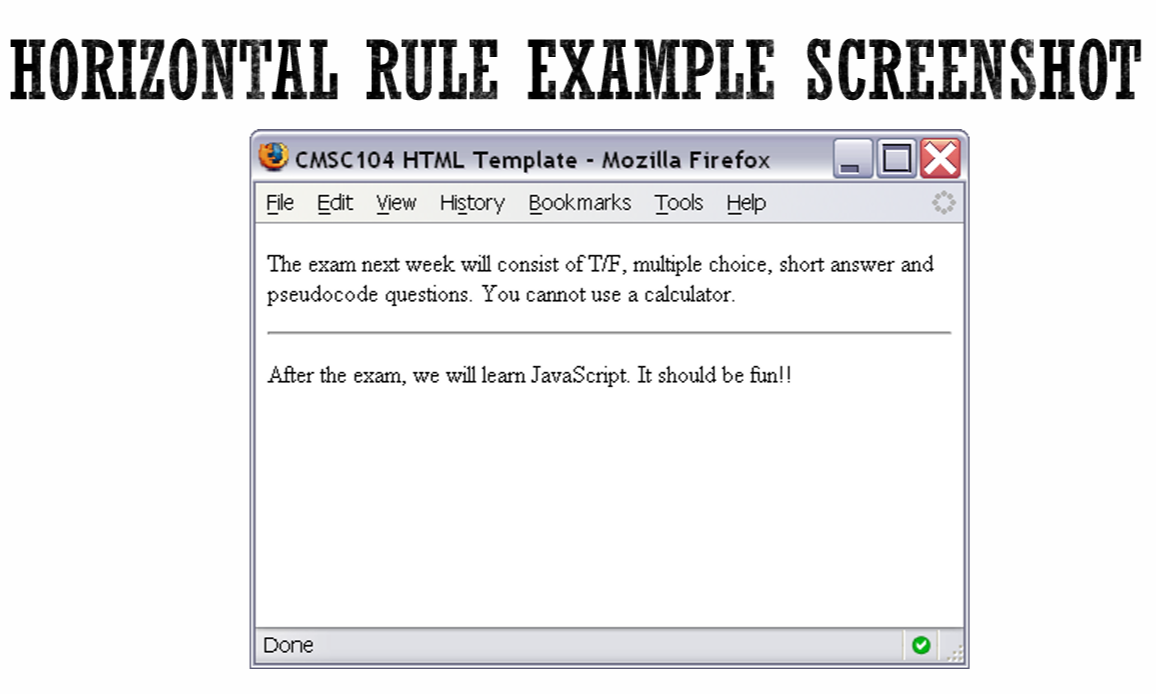 HORIZONTAL RULE EXAMPLE SCREENSHOT
CMSC104 HTML Template - Mozilla Firefox
File Edit View History Bookmarks Tools Help
The exam next week will consist of T/F, multiple choice, short answer and
pseudocode questions. You cannot use a calculator.
After the exam, we will learn JavaScript. It should be fun!!
Done